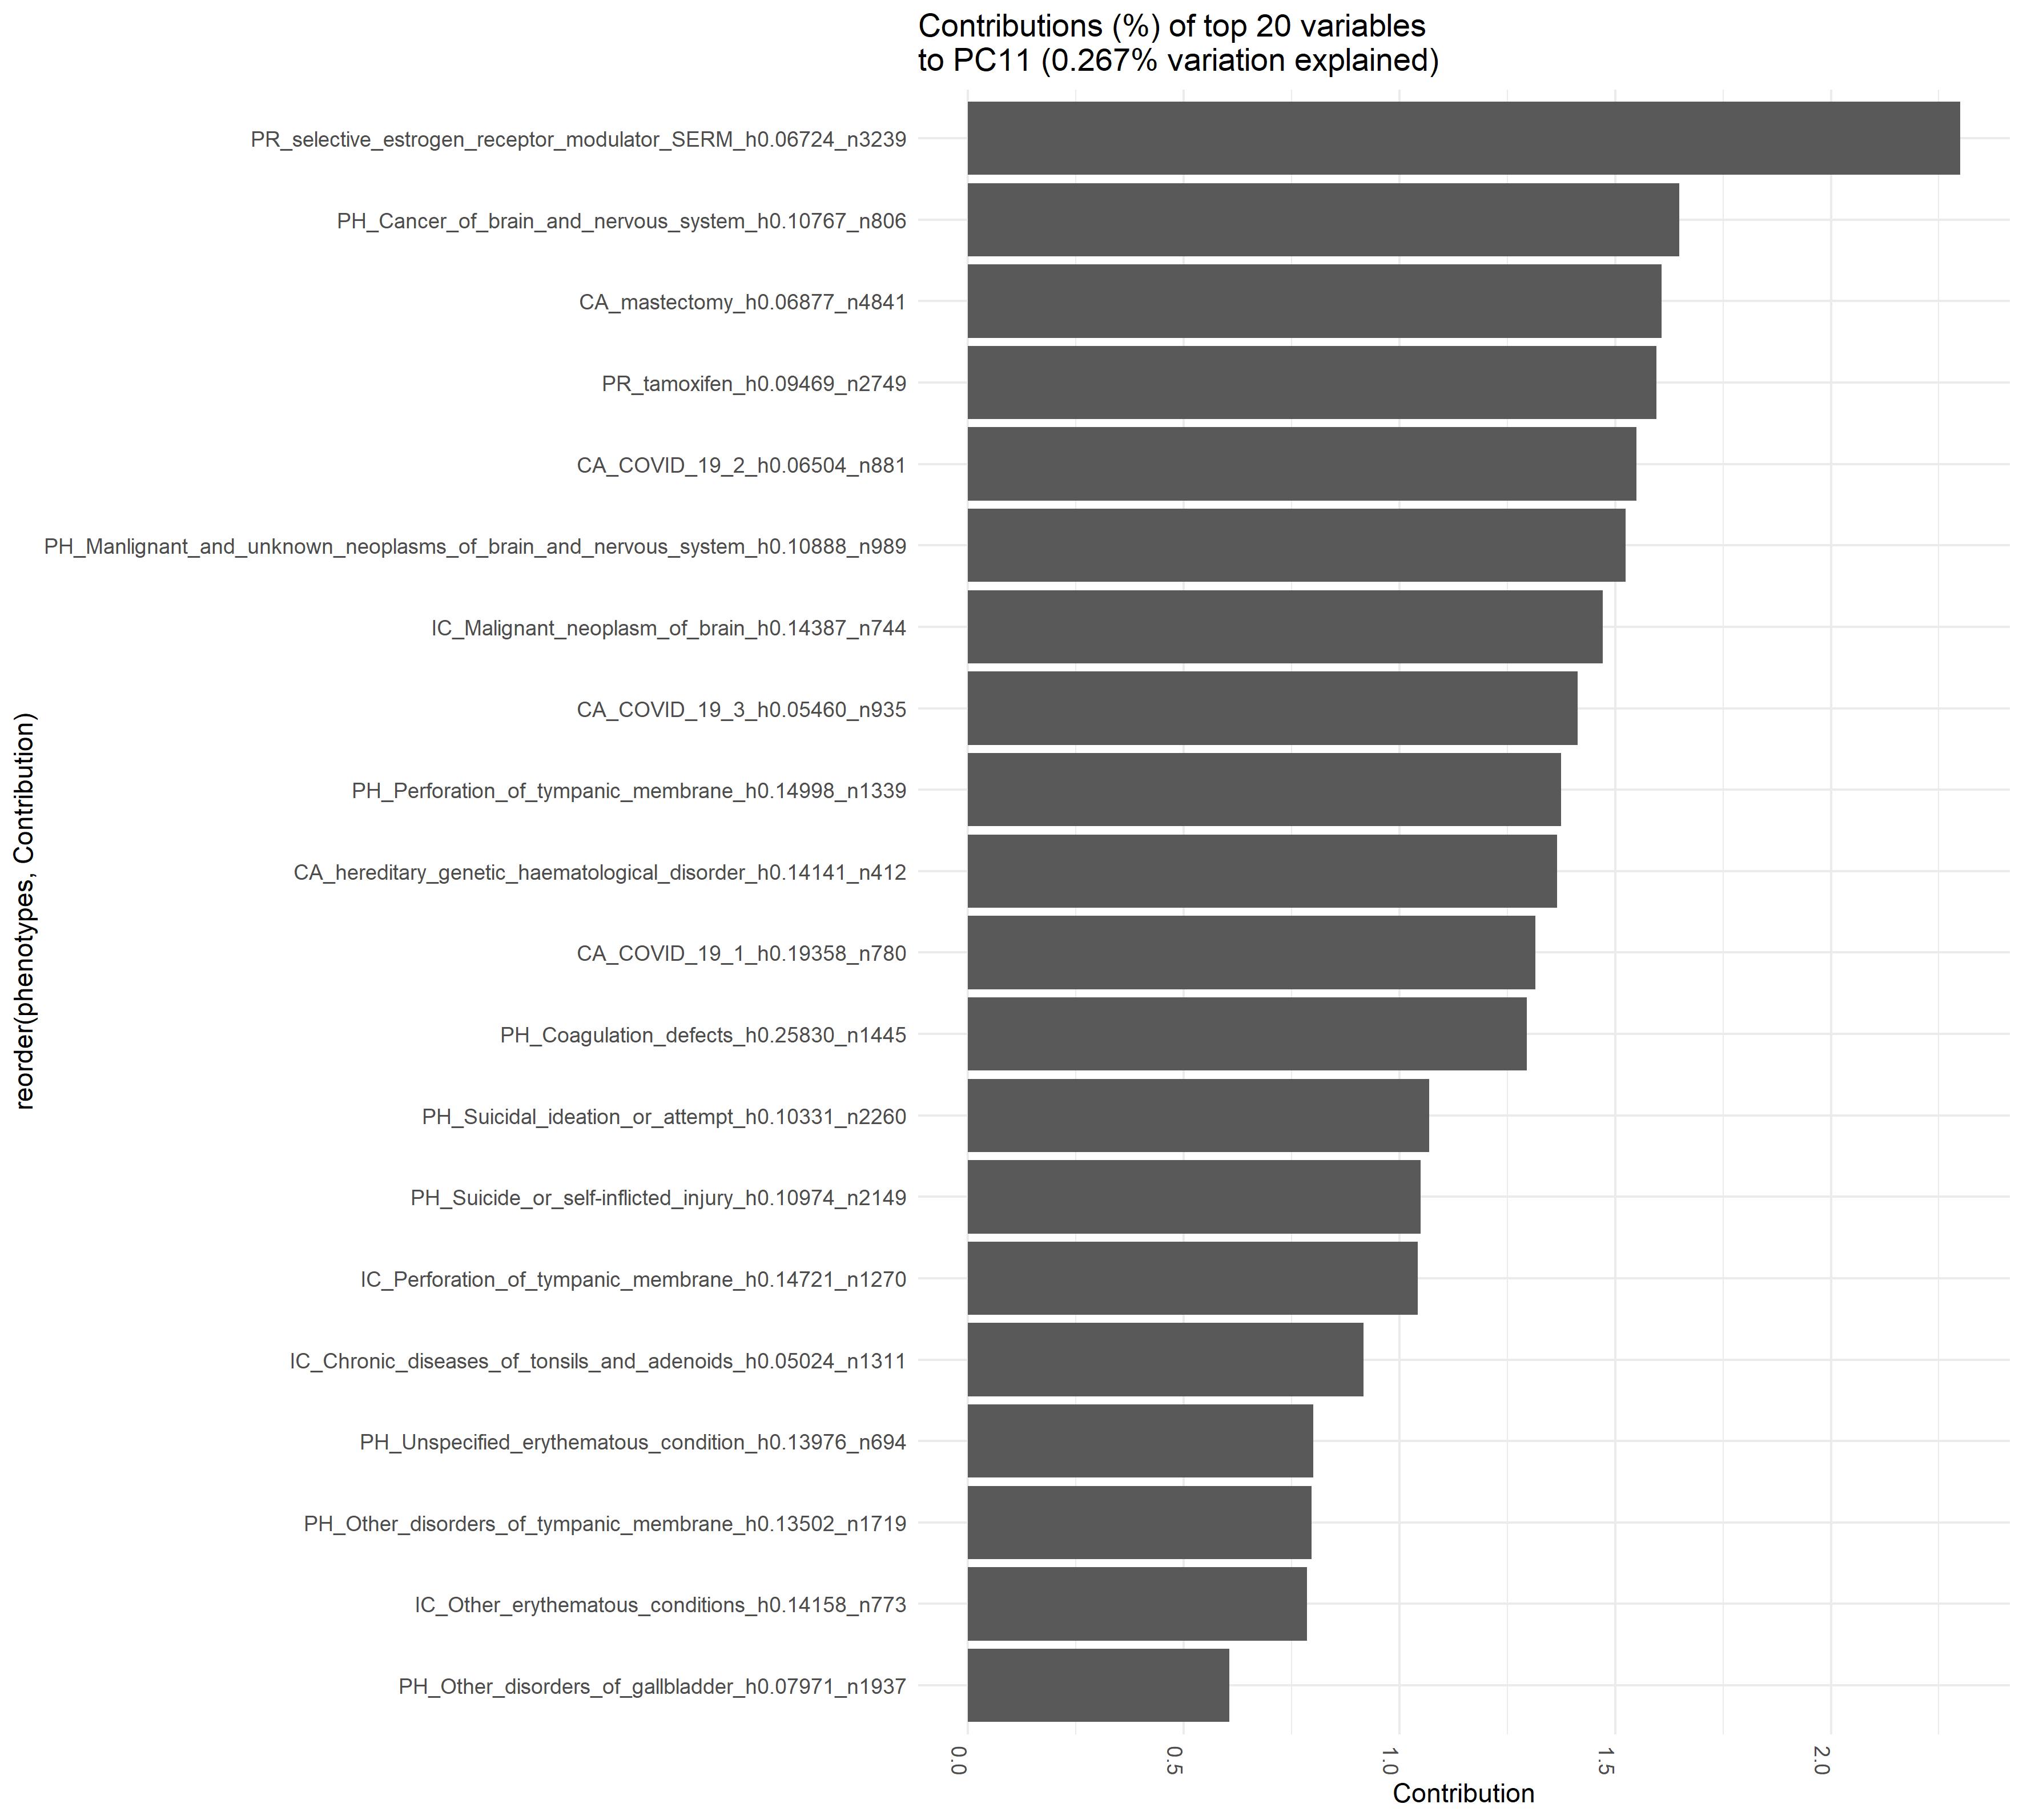 Contributions (%) of top 20 variables
to PC11 (0.267% variation explained)
PR_selective_estrogen_receptor_modulator_SERM_h0.06724_n3239
PH_Cancer_of_brain_and_nervous_system_h0.10767_n806
CA_mastectomy_h0.06877_n4841
PR_tamoxifen_h0.09469_n2749
CA_COVID_19_2_h0.06504_n881
PH_Manlignant_and_unknown_neoplasms_of_brain_and_nervous_system_h0.10888_n989
IC_Malignant_neoplasm_of_brain_h0.14387_n744
CA_COVID_19_3_h0.05460_n935
PH_Perforation_of_tympanic_membrane_h0.14998_n1339
CA_hereditary_genetic_haematological_disorder_h0.14141_n412
CA_COVID_19_1_h0.19358_n780
PH_Coagulation_defects_h0.25830_n1445
PH_Suicidal_ideation_or_attempt_h0.10331_n2260
PH_Suicide_or_self-inflicted_injury_h0.10974_n2149
IC_Perforation_of_tympanic_membrane_h0.14721_n1270
IC_Chronic_diseases_of_tonsils_and_adenoids_h0.05024_n1311
PH_Unspecified_erythematous_condition_h0.13976_n694
PH_Other_disorders_of_tympanic_membrane_h0.13502_n1719
IC_Other_erythematous_conditions_h0.14158_n773
PH_Other_disorders_of_gallbladder_h0.07971_n1937
reorder(phenotypes, Contribution)
0.0
0.5
1.0
1.5
2.0
Contribution